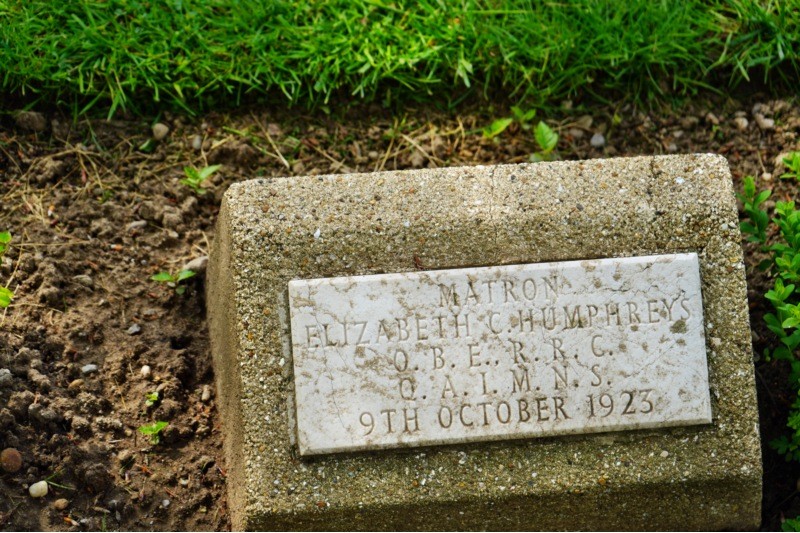 MATRON
ELIZABETH C. HUMPHREYS
O. B. E., R. R. C.
Q. A. I. M. N. S.
9TH OCTOBER 1923